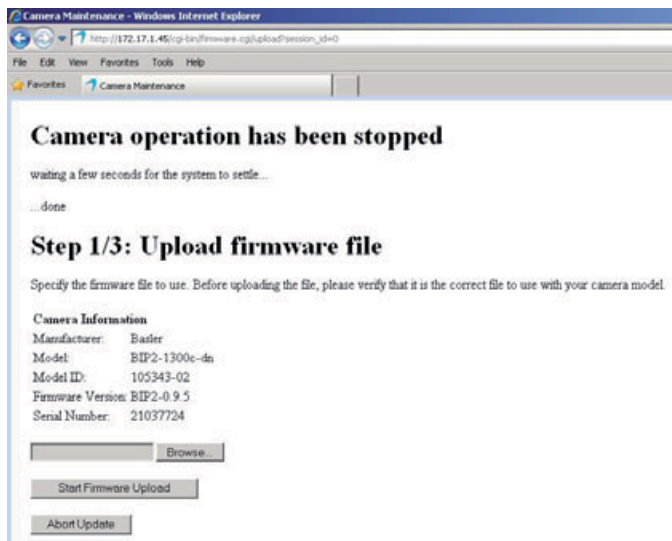 Camera Maintenance - Windows Internet Explorer
http://172.17.1.45/cgi-bin/firmware.cgi/upload?session_id=0
File Edit View Favorites Tools Help
Favorites Camera Maintenance
Camera operation has been stopped
waiting a few seconds for the system to settle...
...done
Step 1/3: Upload firmware file
Specify the firmware file to use. Before uploading the file, please verify that it is the correct file to use with your camera model.
Camera Information
Manufacturer: Basler
Model: BIP2-1300c-dn
Model ID: 105343-02
Firmware Version: BIP2-0.9.5
Serial Number: 21037724
Browse...
Start Firmware Upload
Abort Update